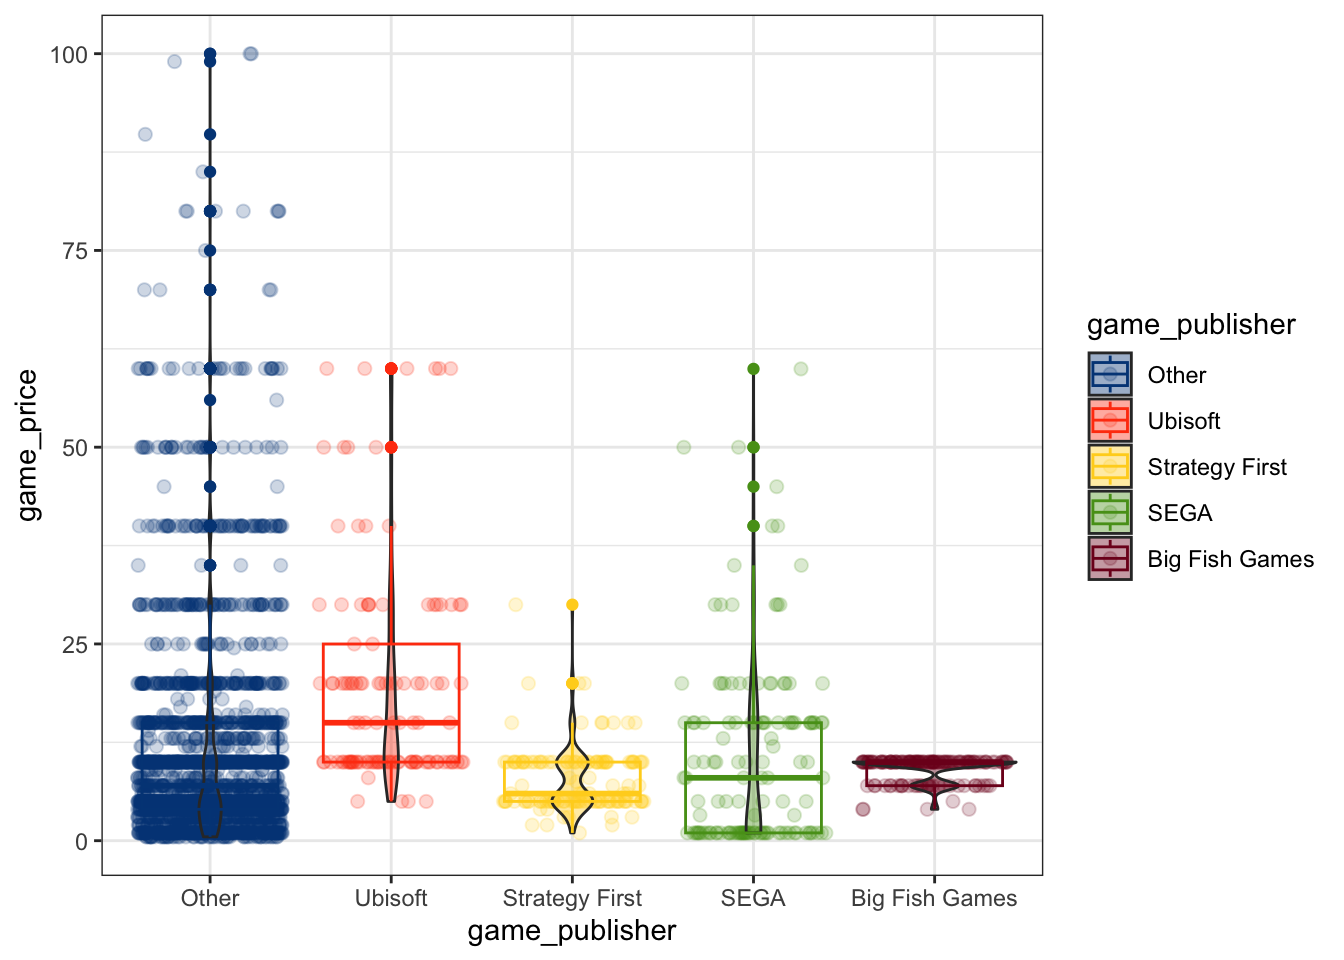 100
75
50
25
0
game_price
Other
Ubisoft
Strategy First
SEGA
Big Fish Games
game_publisher
game_publisher
Other
Ubisoft
Strategy First
SEGA
Big Fish Games